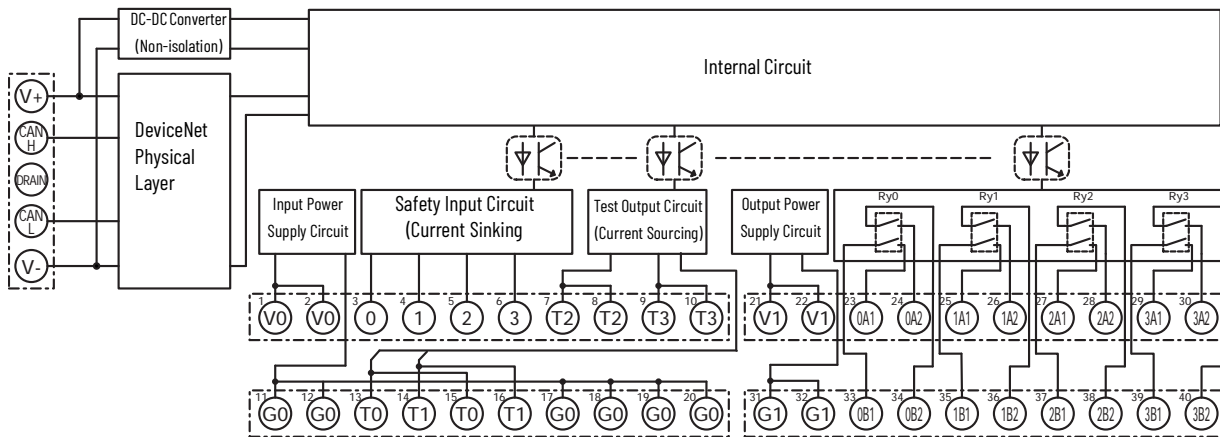 DC-DC Converter
(Non-isolation)
Internal Circuit
V+
CAN
H
DRAIN
CAN
L
V-
DeviceNet
Physical
Layer
Input Power
Supply Circuit
Safety Input Circuit
(Current Sinking
Test Output Circuit
(Current Sourcing)
Output Power
Supply Circuit
Ry0 Ry1 Ry2 Ry3
1 2 3 4 5 6 7 8 9 10 21 22 23 24 25 26 27 28 29 30
V0 V0 0 1 2 3 T2 T2 T3 T3 V1 V1 0A1 0A2 1A1 1A2 2A1 2A2 3A1 3A2
11 12 13 14 15 16 17 18 19 20 31 32 33 34 35 36 37 38 39 40
G0 G0 T0 T1 T0 T1 G0 G0 G0 G0 G1 G1 0B1 0B2 1B1 1B2 2B1 2B2 3B1 3B2